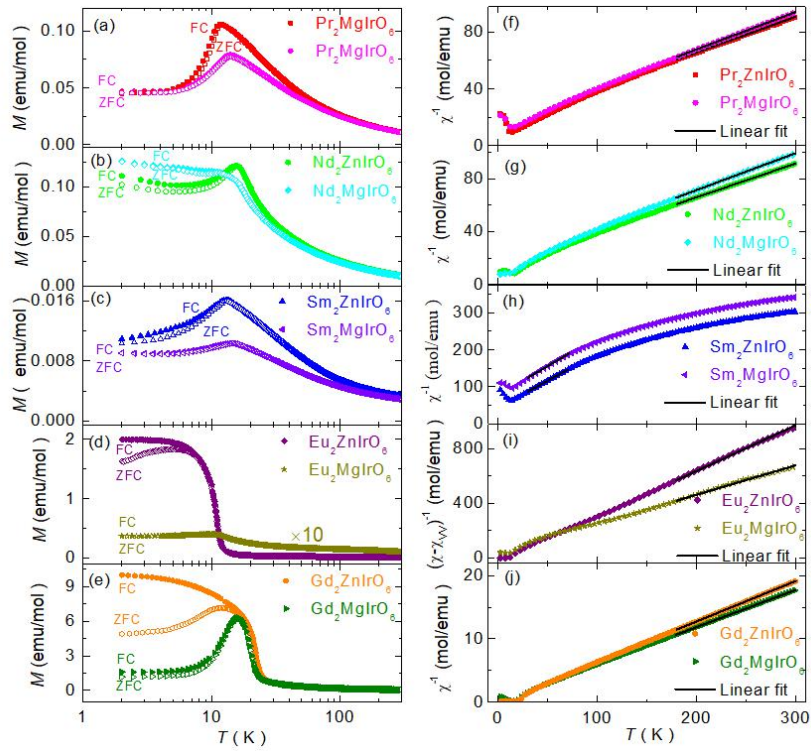 (a)
Pr₂MgIrO₆
Pr₂MgIrO₆
FC
ZFC
FC
ZFC
M (emu/mol)
0.10
0.05
0.00
(b)
Nd₂ZnIrO₆
Nd₂MgIrO₆
FC
ZFC
FC
ZFC
M (emu/mol)
0.10
0.05
0.00
(c)
Sm₂ZnIrO₆
Sm₂MgIrO₆
FC
ZFC
FC
ZFC
M ( emu/mol )
0.016
0.008
0.000
(d)
Eu₂ZnIrO₆
Eu₂MgIrO₆
FC
ZFC
FC
ZFC
×10
M ( emu/mol )
2
1
0
(e)
Gd₂ZnIrO₆
Gd₂MgIrO₆
FC
ZFC
FC
ZFC
M (emu/mol)
9
6
3
0
1 10 100
T ( K )
(f)
Pr₂ZnIrO₆
Pr₂MgIrO₆
Linear fit
χ⁻¹ (mol/emu)
80
40
0
(g)
Nd₂ZnIrO₆
Nd₂MgIrO₆
Linear fit
χ⁻¹ (mol/emu)
80
40
0
(h)
Sm₂ZnIrO₆
Sm₂MgIrO₆
Linear fit
χ⁻¹ (mol/emu)
300
200
100
0
(i)
Eu₂ZnIrO₆
Eu₂MgIrO₆
Linear fit
(χ-χ_VV)⁻¹ (mol/emu)
800
400
0
(j)
Gd₂ZnIrO₆
Gd₂MgIrO₆
Linear fit
χ⁻¹ (mol/emu)
20
10
0
0 100 200 300
T ( K )